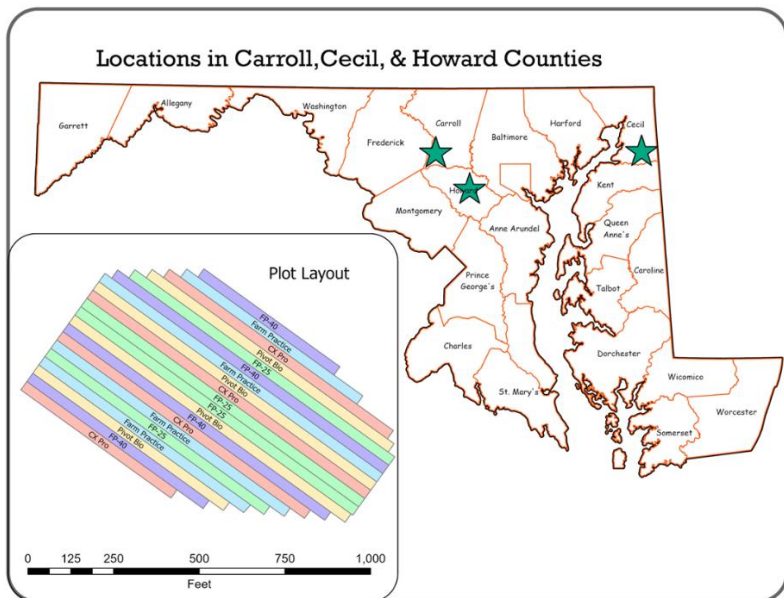 Locations in Carroll,Cecil, & Howard Counties
Garrett
Allegany
Washington
Frederick
Carroll
Baltimore
Harford
Cecil
Howard
Montgomery
Anne Arundel
Kent
Queen
Anne's
Prince
George's
Caroline
Talbot
Charles
St. Mary's
Dorchester
Wicomico
Worcester
Somerset
Plot Layout
FP-40
Farm Practice
CX Pro
Pivot Bio
FP-25
FP-40
Farm Practice
Pivot Bio
CX Pro
FP-25
FP-25
Pivot Bio
FP-40
CX Pro
Farm Practice
FP-25
Farm Practice
Pivot Bio
FP-40
CX Pro
0 125 250 500 750 1,000
Feet